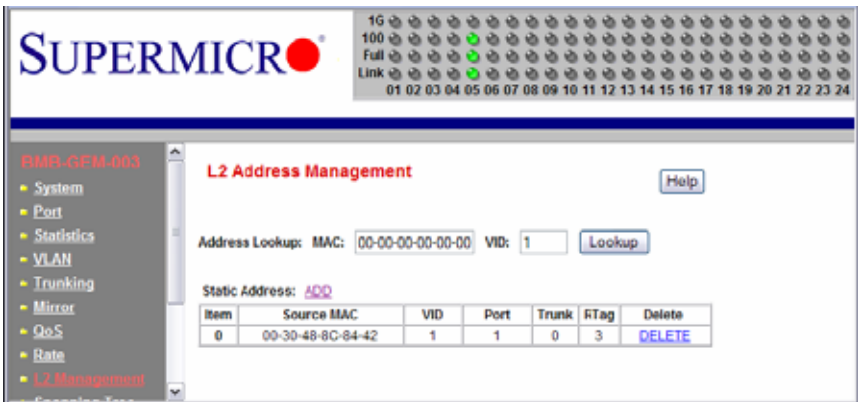 SUPERMICRO
1G
100
Full
Link
01 02 03 04 05 06 07 08 09 10 11 12 13 14 15 16 17 18 19 20 21 22 23 24
BMB-GEM-003
System
Port
Statistics
VLAN
Trunking
Mirror
QoS
Rate
L2 Management
Spanning Tree
L2 Address Management
Help
Address Lookup: MAC: 00-00-00-00-00-00 VID: 1 Lookup
Static Address: ADD
Item Source MAC VID Port Trunk RTag Delete
0 00-30-48-8C-84-42 1 1 0 3 DELETE